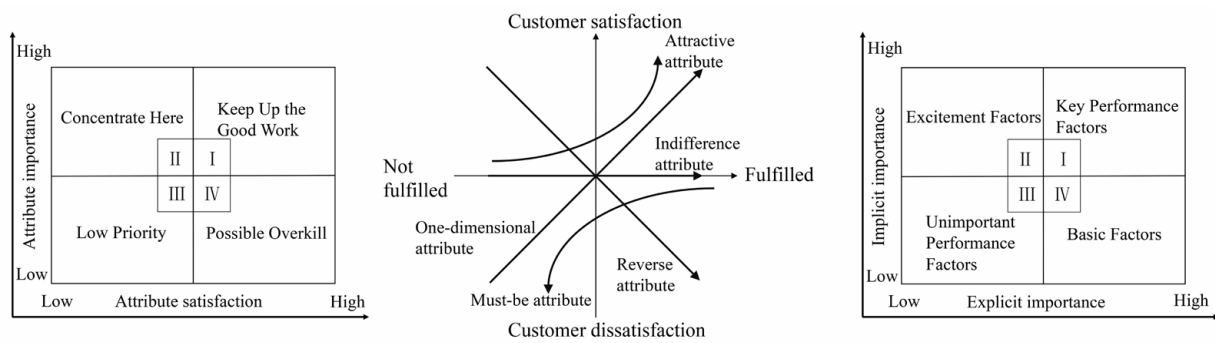 High
Attribute importance
Low
Concentrate Here
Keep Up the
Good Work
II
I
III
IV
Low Priority
Possible Overkill
Low
Attribute satisfaction
High
Customer satisfaction
Attractive
attribute
Indifference
attribute
Not
fulfilled
Fulfilled
One-dimensional
attribute
Reverse
attribute
Must-be attribute
Customer dissatisfaction
High
Implicit importance
Low
Excitement Factors
Key Performance
Factors
II
I
III
IV
Unimportant
Performance
Factors
Basic Factors
Low
Explicit importance
High